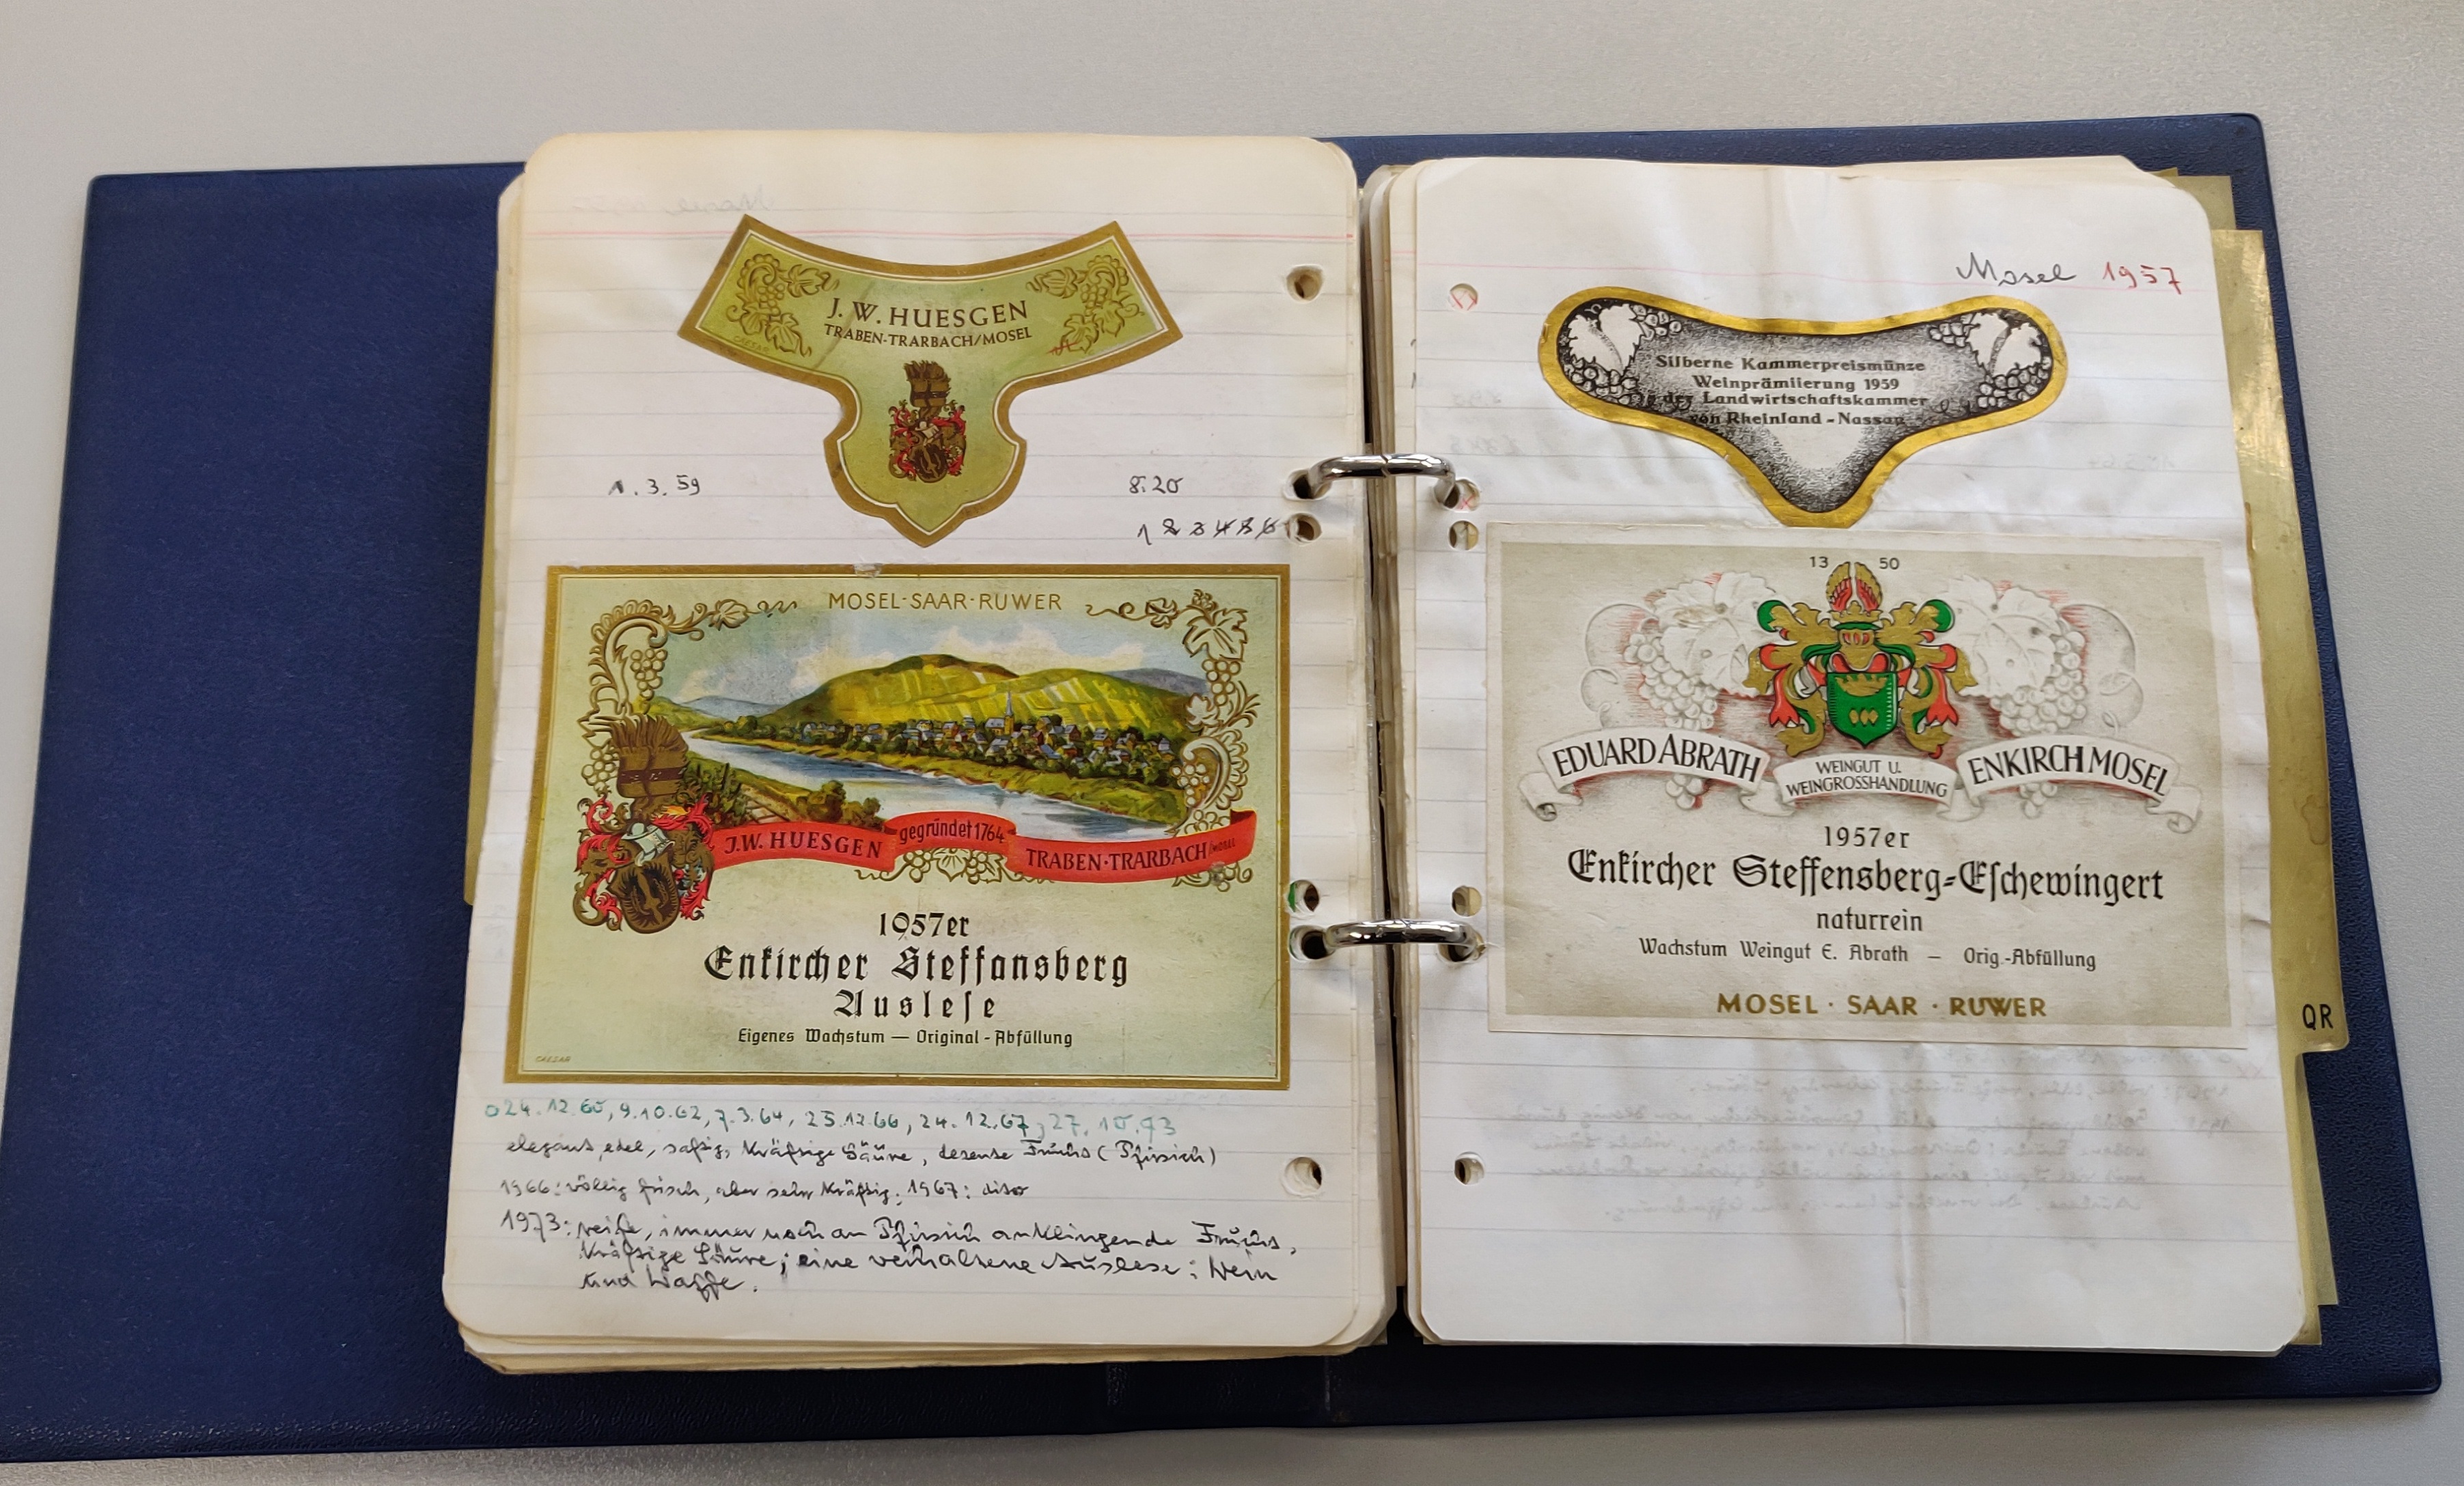 J. W. HUESGEN
TRABEN-TRARBACH/MOSEL
CAESAR
1.3.59
8.20
1 2 3 4 5 6
MOSEL-SAAR-RUWER
J.W. HUESGEN gegründet 1764 TRABEN-TRARBACH/MOSEL
1957er
Enkircher Steffansberg
Auslese
Eigenes Wachstum — Original-Abfüllung
CAESAR
24.12.60, 9.10.62, 7.3.64, 25.12.66, 24.12.67, 27.10.73
elegant, edel, saftig, kräftige Säure, dezente Frucht (Pfirsich)
1966: völlig frisch, aber sehr kräftig. 1967: dito
1973: reife, immer noch an Pfirsich anklingende Frucht,
kräftige Säure; eine verhaltene Auslese: Wein
und Waffe.
Mosel 1957
Silberne Kammerpreismünze
Weinprämiierung 1959
der Landwirtschaftskammer
von Rheinland-Nassau
13 50
EDUARD ABRATH WEINGUT U. WEINGROSSHANDLUNG ENKIRCH MOSEL
1957er
Enkircher Steffensberg-Eschewingert
naturrein
Wachstum Weingut E. Abrath — Orig.-Abfüllung
MOSEL · SAAR · RUWER
QR